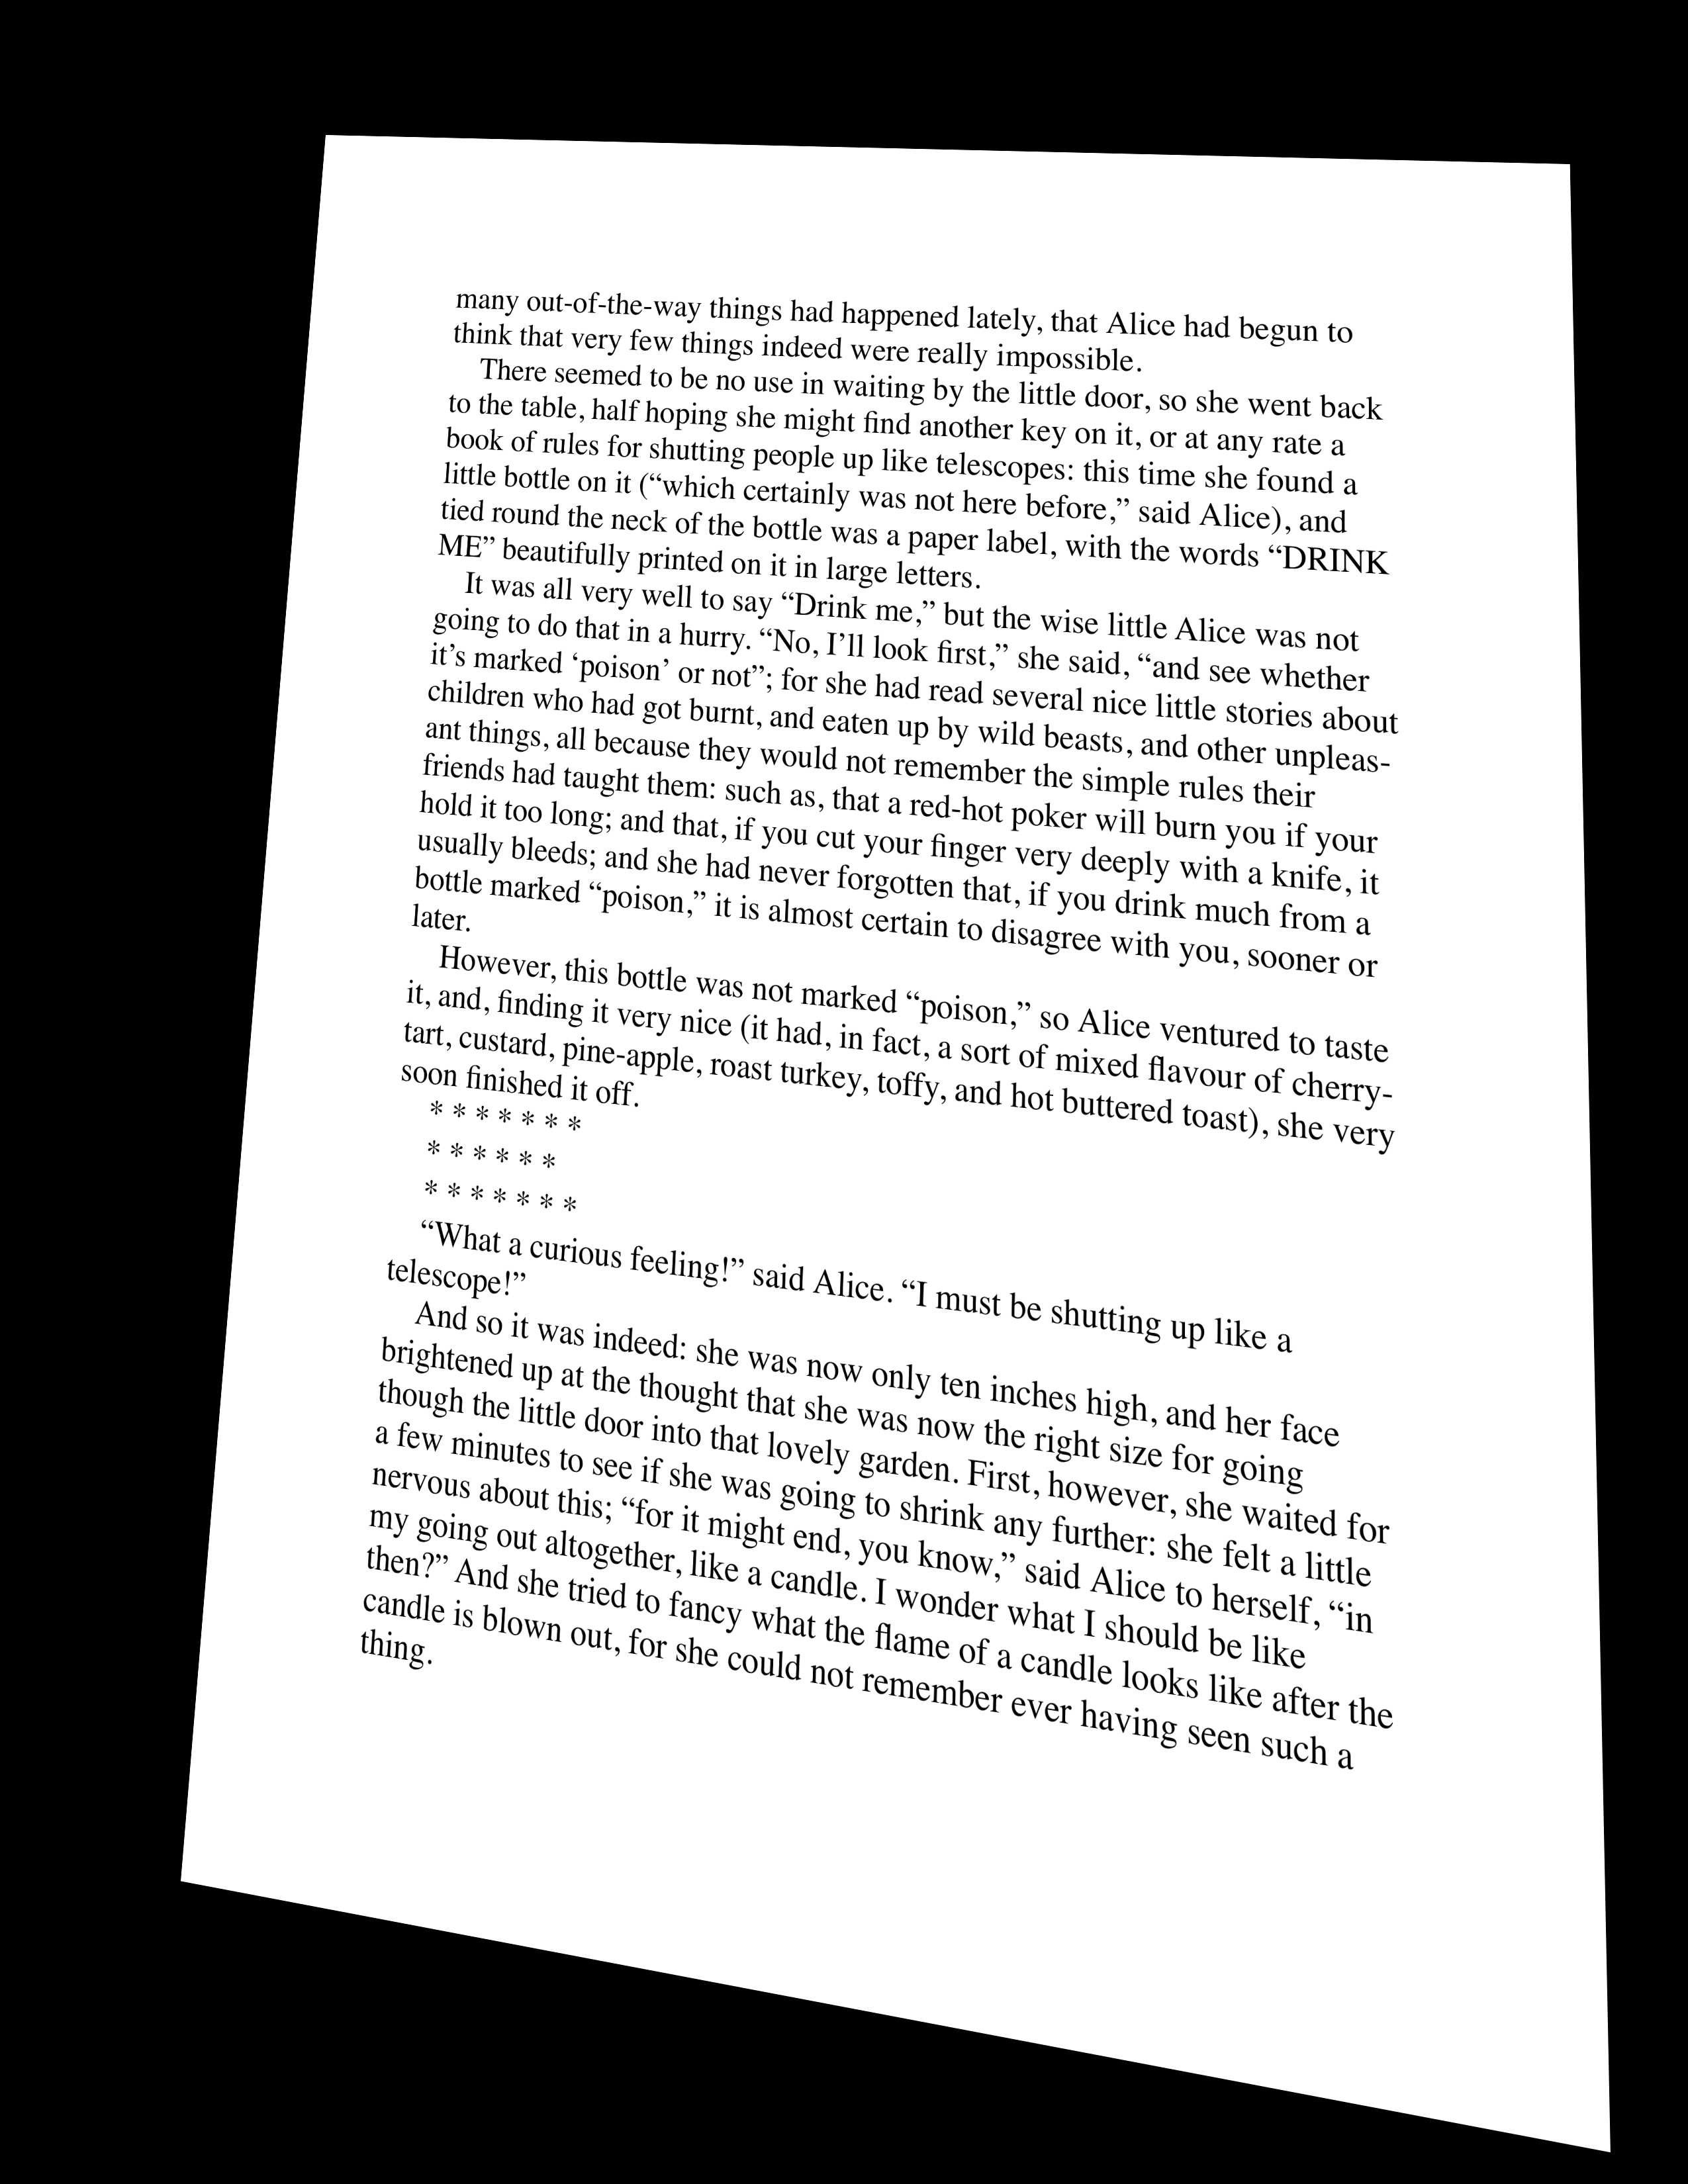 many out-of-the-way things had happened lately, that Alice had begun to
think that very few things indeed were really impossible.
There seemed to be no use in waiting by the little door, so she went back
to the table, half hoping she might find another key on it, or at any rate a
book of rules for shutting people up like telescopes: this time she found a
little bottle on it (“which certainly was not here before,” said Alice), and
tied round the neck of the bottle was a paper label, with the words “DRINK
ME” beautifully printed on it in large letters.
It was all very well to say “Drink me,” but the wise little Alice was not
going to do that in a hurry. “No, I’ll look first,” she said, “and see whether
it’s marked ‘poison’ or not”; for she had read several nice little stories about
children who had got burnt, and eaten up by wild beasts, and other unpleas-
ant things, all because they would not remember the simple rules their
friends had taught them: such as, that a red-hot poker will burn you if your
hold it too long; and that, if you cut your finger very deeply with a knife, it
usually bleeds; and she had never forgotten that, if you drink much from a
bottle marked “poison,” it is almost certain to disagree with you, sooner or
later.
However, this bottle was not marked “poison,” so Alice ventured to taste
it, and, finding it very nice (it had, in fact, a sort of mixed flavour of cherry-
tart, custard, pine-apple, roast turkey, toffy, and hot buttered toast), she very
soon finished it off.
* * * * * * *
* * * * * *
* * * * * * *
“What a curious feeling!” said Alice. “I must be shutting up like a
telescope!”
And so it was indeed: she was now only ten inches high, and her face
brightened up at the thought that she was now the right size for going
though the little door into that lovely garden. First, however, she waited for
a few minutes to see if she was going to shrink any further: she felt a little
nervous about this; “for it might end, you know,” said Alice to herself, “in
my going out altogether, like a candle. I wonder what I should be like
then?” And she tried to fancy what the flame of a candle looks like after the
candle is blown out, for she could not remember ever having seen such a
thing.